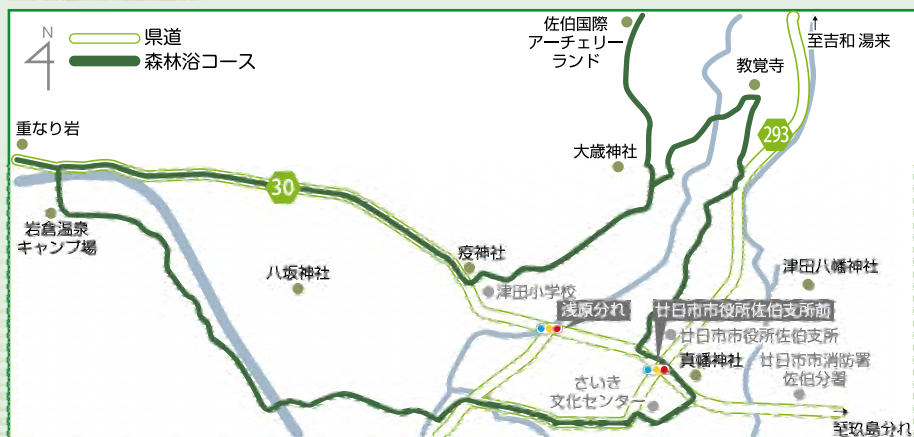 N
県道
森林浴コース
佐伯国際
アーチェリー
ランド
至吉和 湯来
教覚寺
293
重なり岩
大歳神社
30
岩倉温泉
キャンプ場
疫神社
八坂神社
津田小学校
津田八幡神社
浅原分れ
廿日市市役所佐伯支所前
廿日市市役所佐伯支所
真幡神社
廿日市市消防署
佐伯分署
さいき
文化センター
至玖島分れ